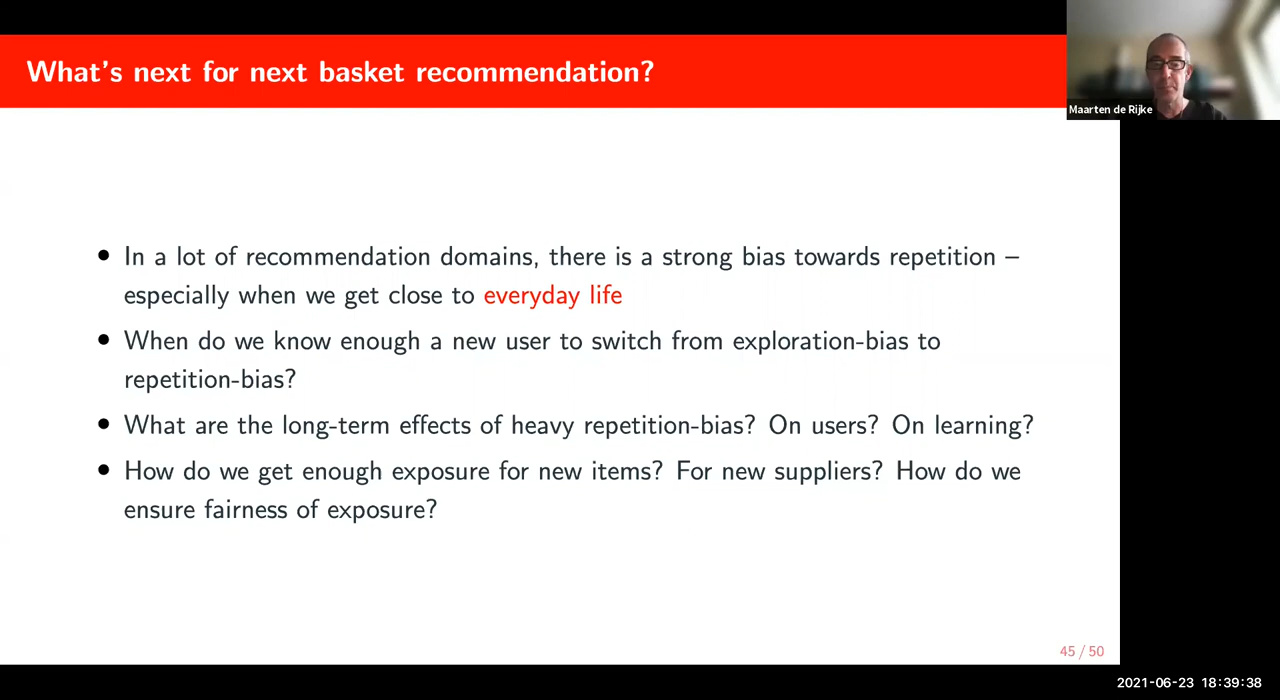 What's next for next basket recommendation?
Maarten de Rijke
• In a lot of recommendation domains, there is a strong bias towards repetition –
especially when we get close to everyday life
• When do we know enough a new user to switch from exploration-bias to
repetition-bias?
• What are the long-term effects of heavy repetition-bias? On users? On learning?
• How do we get enough exposure for new items? For new suppliers? How do we
ensure fairness of exposure?
45 / 50
2021-06-23 18:39:38